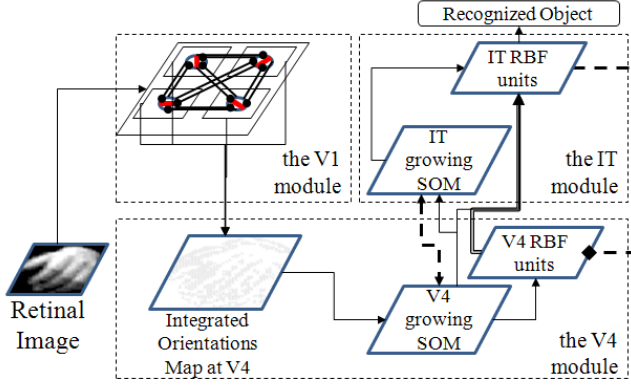 Recognized Object
IT RBF
units
the V1
module
IT
growing
SOM
the IT
module
V4 RBF
units
Retinal
Image
Integrated
Orientations
Map at V4
V4
growing
SOM
the V4
module